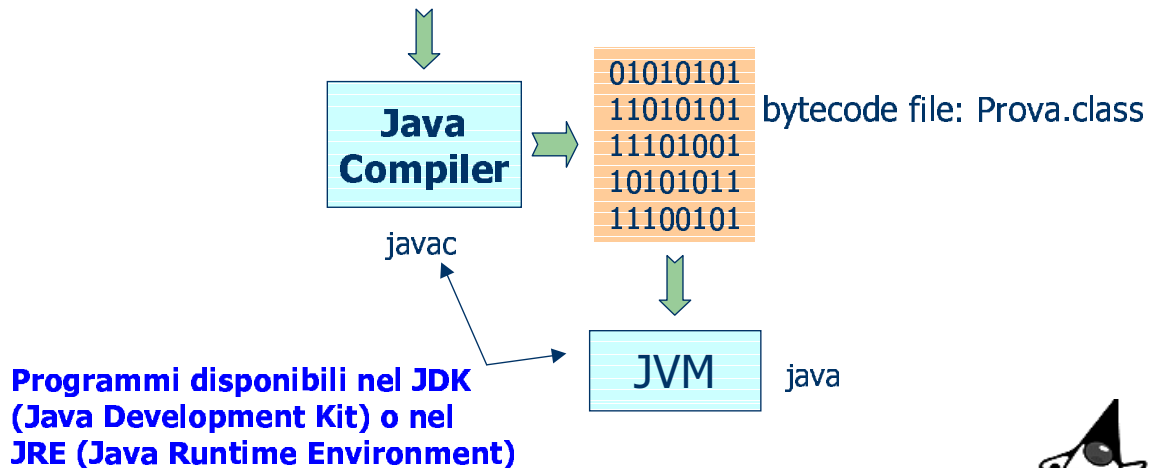 Java
Compiler
javac
01010101
11010101
11101001
10101011
11100101
bytecode file: Prova.class
JVM
java
Programmi disponibili nel JDK
(Java Development Kit) o nel
JRE (Java Runtime Environment)